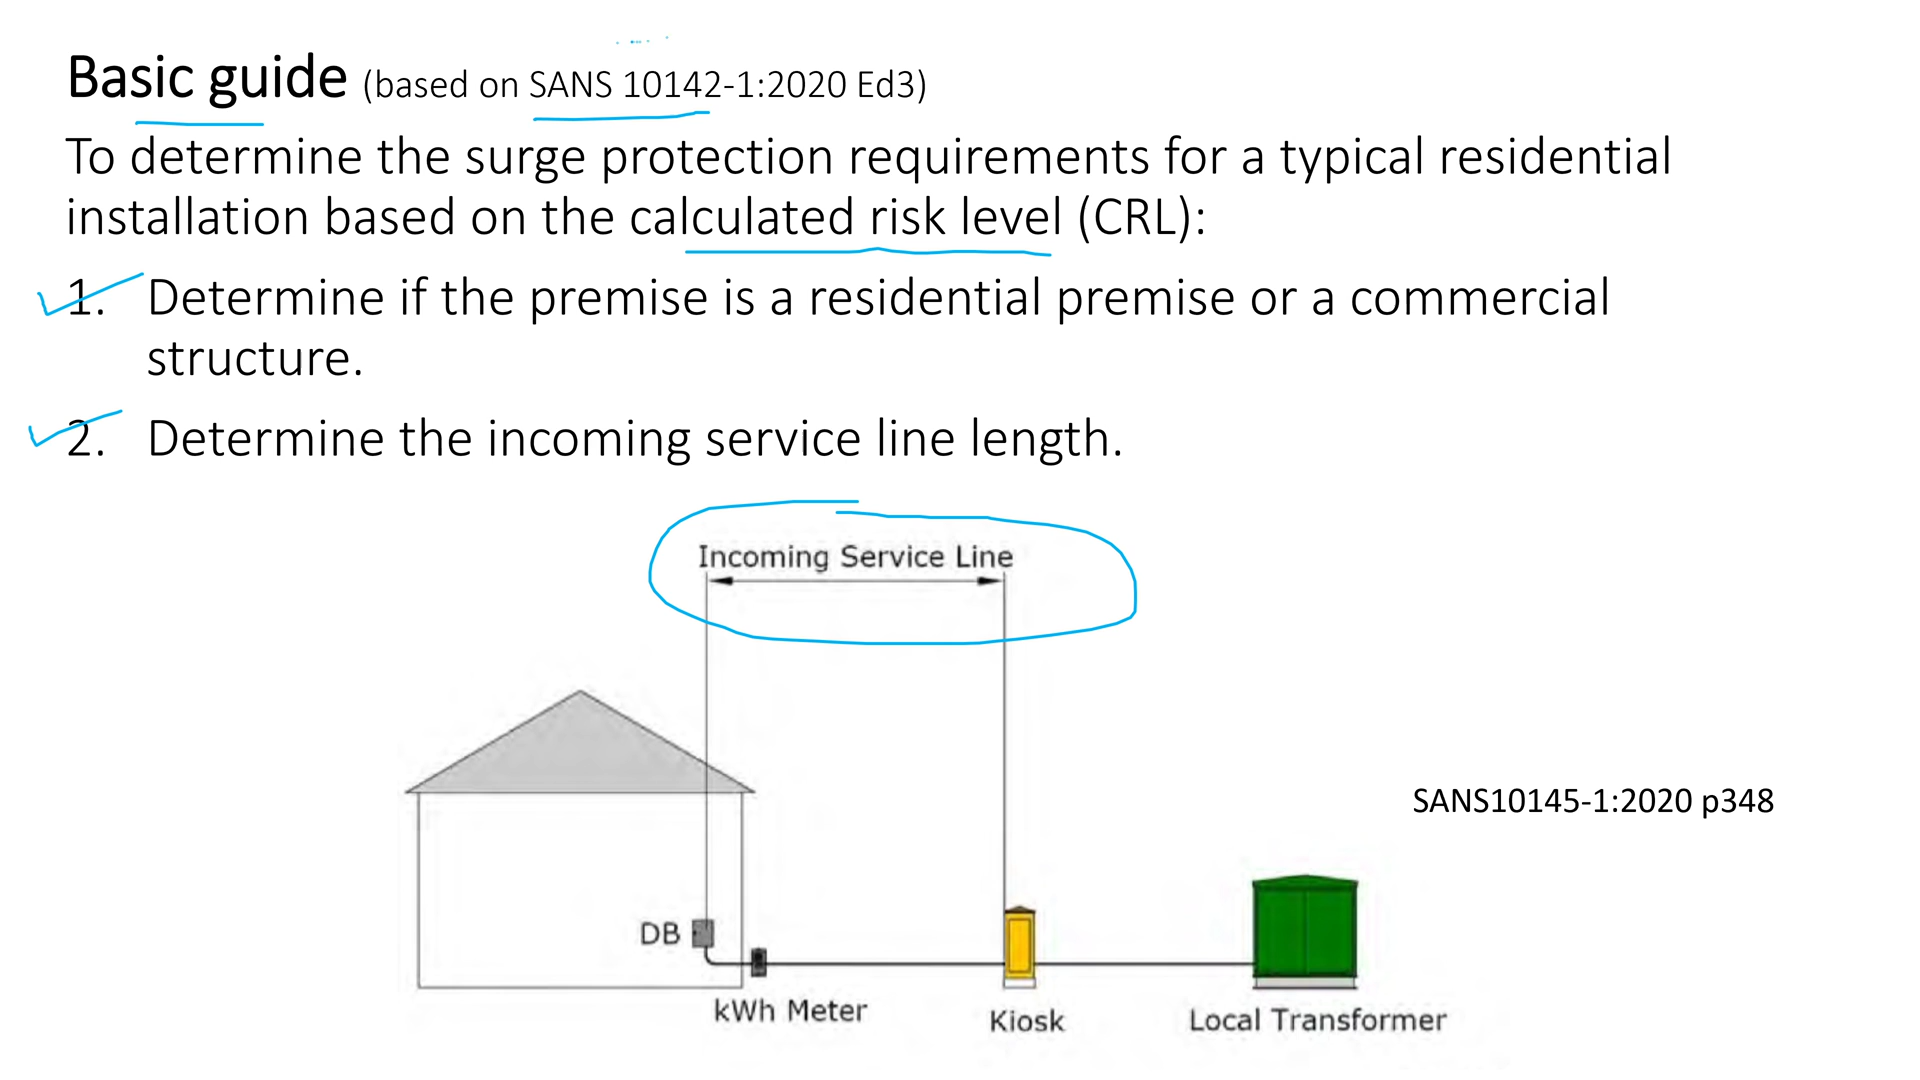 Basic guide (based on SANS 10142-1:2020 Ed3)
To determine the surge protection requirements for a typical residential
installation based on the calculated risk level (CRL):
1. Determine if the premise is a residential premise or a commercial
structure.
2. Determine the incoming service line length.
Incoming Service Line
SANS10145-1:2020 p348
DB
kWh Meter
Kiosk
Local Transformer